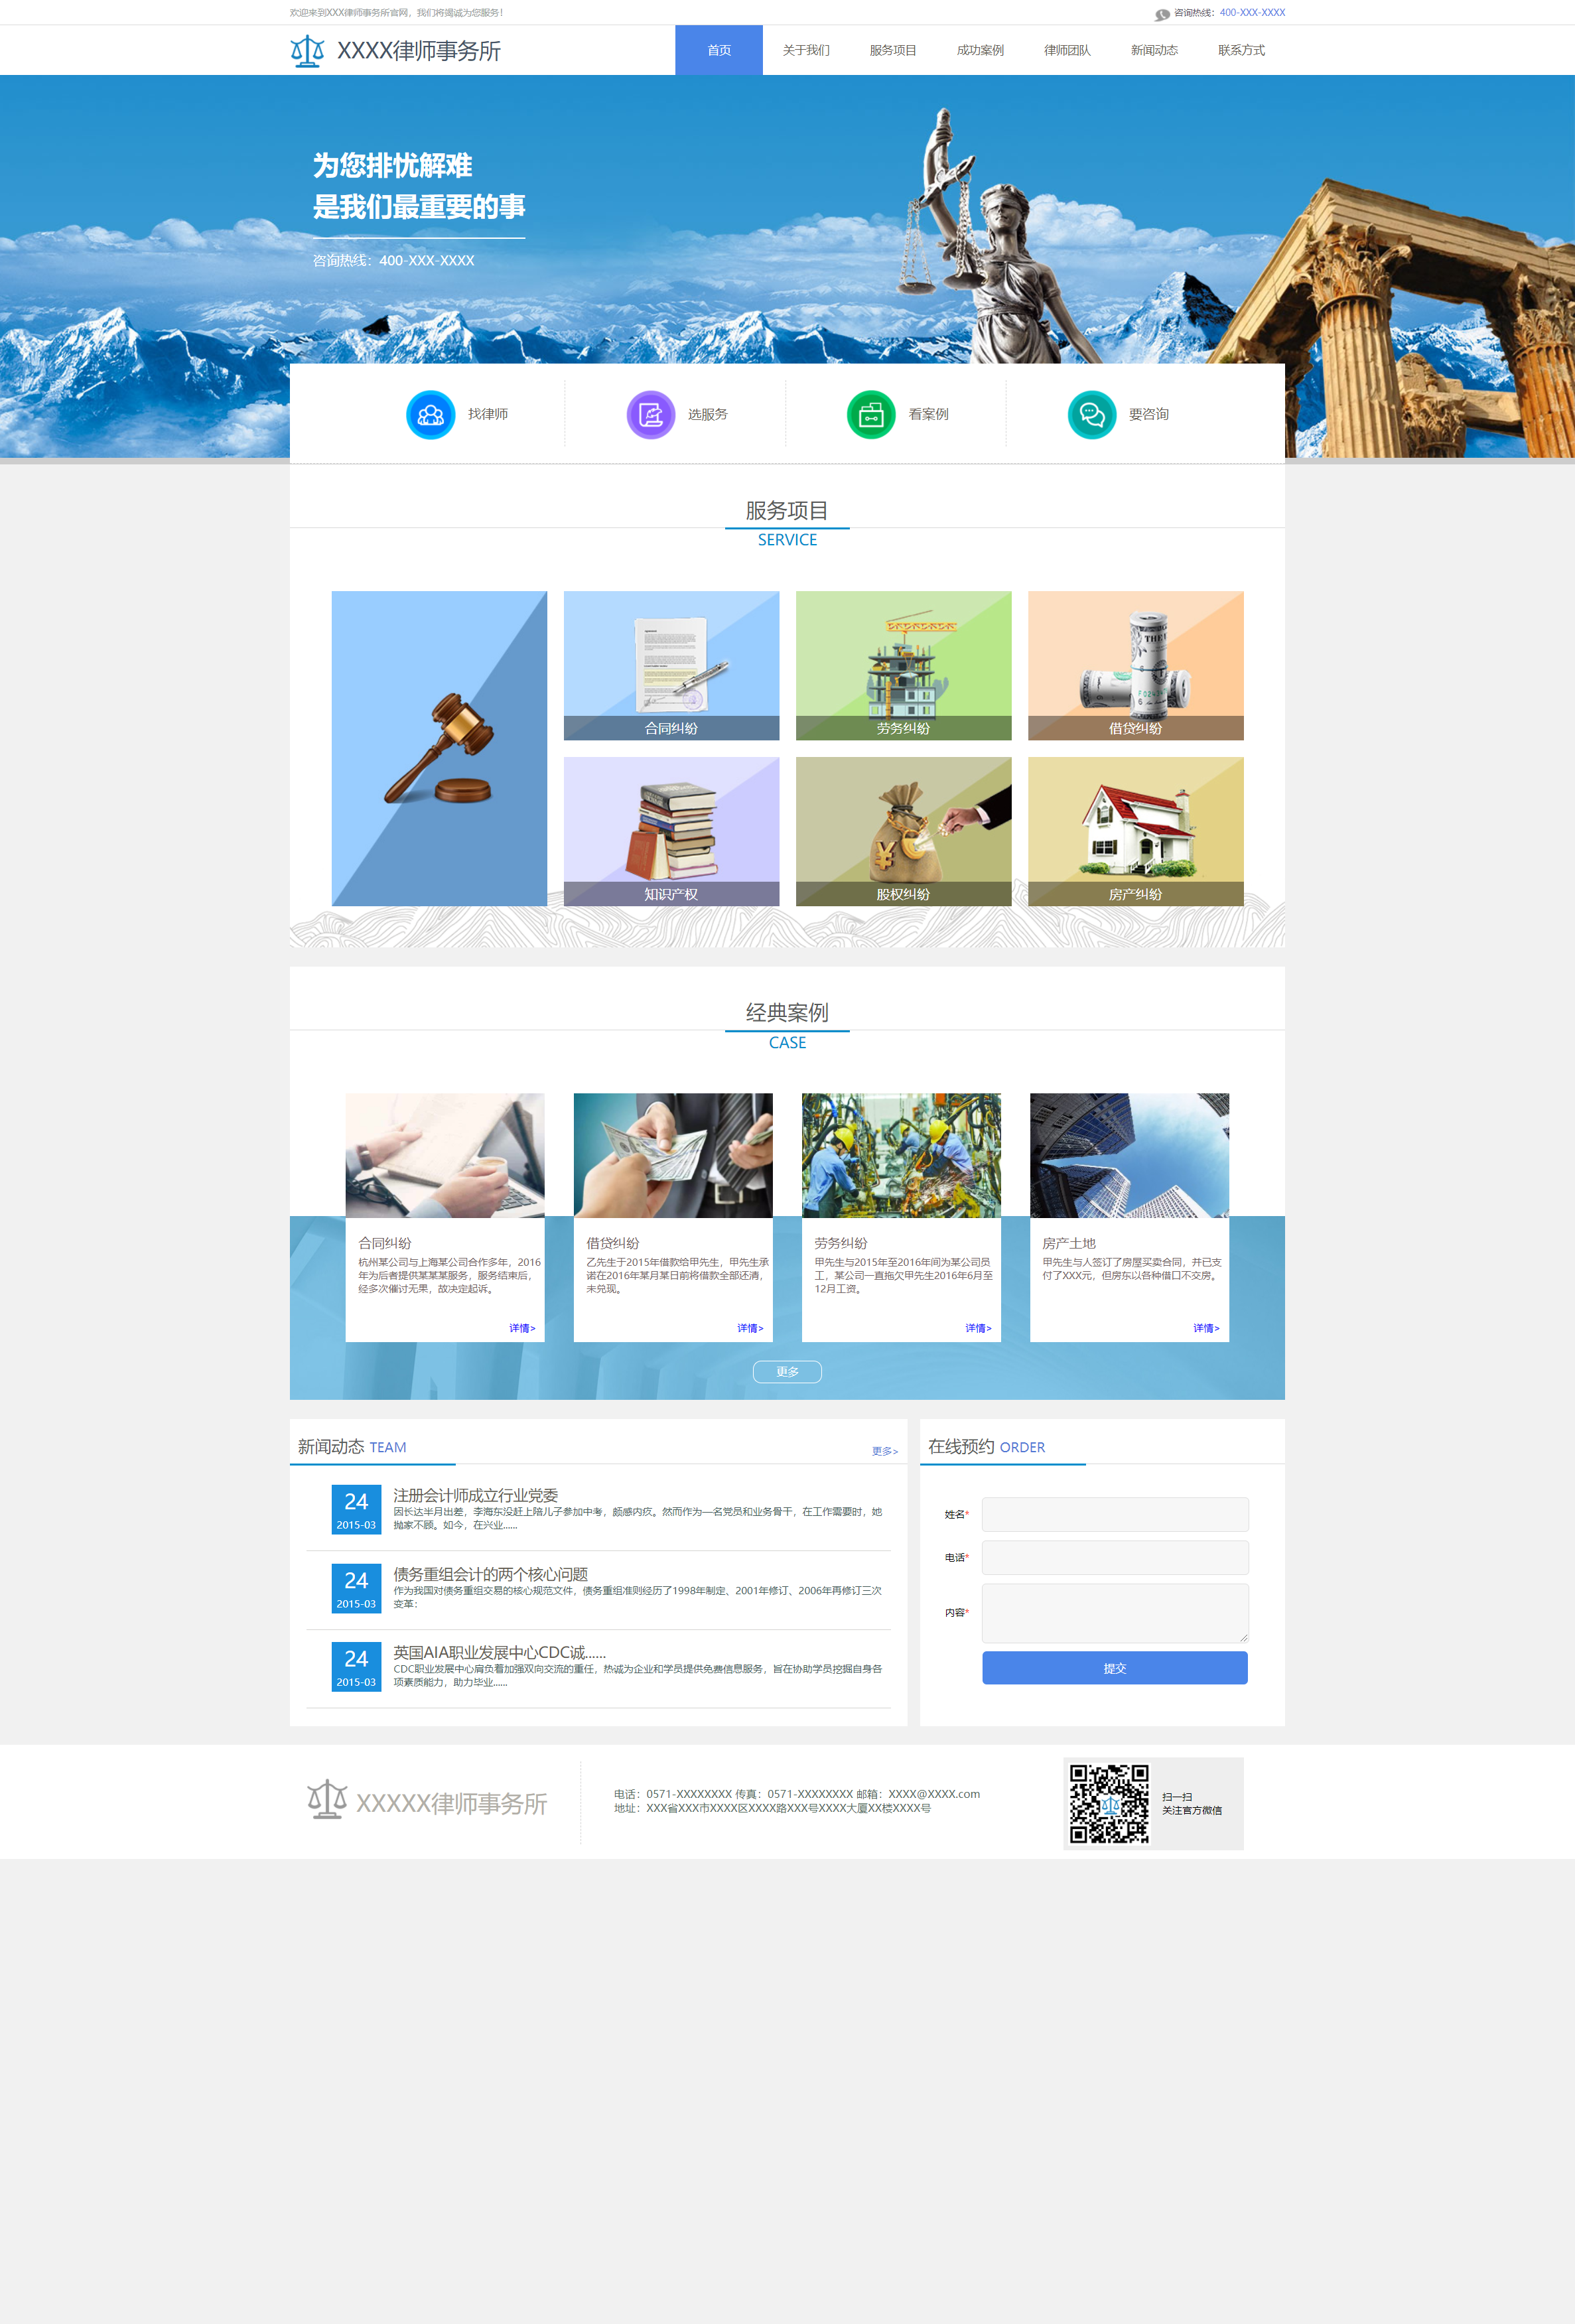 欢迎来到XXX律师事务所官网，我们将竭诚为您服务！
咨询热线：400-XXX-XXXX
XXXX律师事务所
首页
关于我们
服务项目
成功案例
律师团队
新闻动态
联系方式
为您排忧解难
是我们最重要的事
咨询热线：400-XXX-XXXX
找律师
选服务
看案例
要咨询
服务项目
SERVICE
合同纠纷
劳务纠纷
借贷纠纷
知识产权
股权纠纷
房产纠纷
经典案例
CASE
合同纠纷
杭州某公司与上海某公司合作多年，2016
年为后者提供某某某服务，服务结束后，
经多次催讨无果，故决定起诉。
详情>
借贷纠纷
乙先生于2015年借款给甲先生，甲先生承
诺在2016年某月某日前将借款全部还清，
未兑现。
详情>
劳务纠纷
甲先生与2015年至2016年间为某公司员
工，某公司一直拖欠甲先生2016年6月至
12月工资。
详情>
房产土地
甲先生与人签订了房屋买卖合同，并已支
付了XXX元，但房东以各种借口不交房。
详情>
更多
新闻动态 TEAM
更多>
24
2015-03
注册会计师成立行业党委
因长达半月出差，李海东没赶上陪儿子参加中考，颇感内疚。然而作为一名党员和业务骨干，在工作需要时，她
抛家不顾。如今，在兴业......
24
2015-03
债务重组会计的两个核心问题
作为我国对债务重组交易的核心规范文件，债务重组准则经历了1998年制定、2001年修订、2006年再修订三次
变革：
24
2015-03
英国AIA职业发展中心CDC诚......
CDC职业发展中心肩负着加强双向交流的重任，热诚为企业和学员提供免费信息服务，旨在协助学员挖掘自身各
项素质能力，助力毕业......
在线预约 ORDER
姓名*
电话*
内容*
提交
XXXXX律师事务所
电话：0571-XXXXXXXX 传真：0571-XXXXXXXX 邮箱：XXXX@XXXX.com
地址：XXX省XXX市XXXX区XXXX路XXX号XXXX大厦XX楼XXXX号
扫一扫
关注官方微信